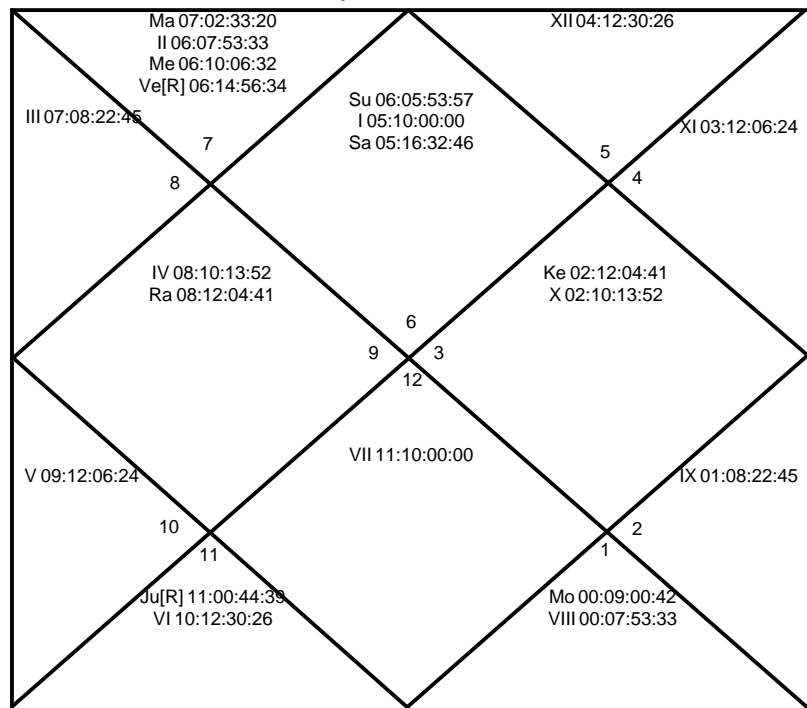 Ma 07:02:33:20
II 06:07:53:33
Me 06:10:06:32
Ve[R] 06:14:56:34
XII 04:12:30:26
Su 06:05:53:57
I 05:10:00:00
Sa 05:16:32:46
III 07:08:22:45
XI 03:12:06:24
7
5
8
4
IV 08:10:13:52
Ra 08:12:04:41
Ke 02:12:04:41
X 02:10:13:52
6
9
3
12
VII 11:10:00:00
V 09:12:06:24
IX 01:08:22:45
10
2
11
1
Ju[R] 11:00:44:39
VI 10:12:30:26
Mo 00:09:00:42
VIII 00:07:53:33